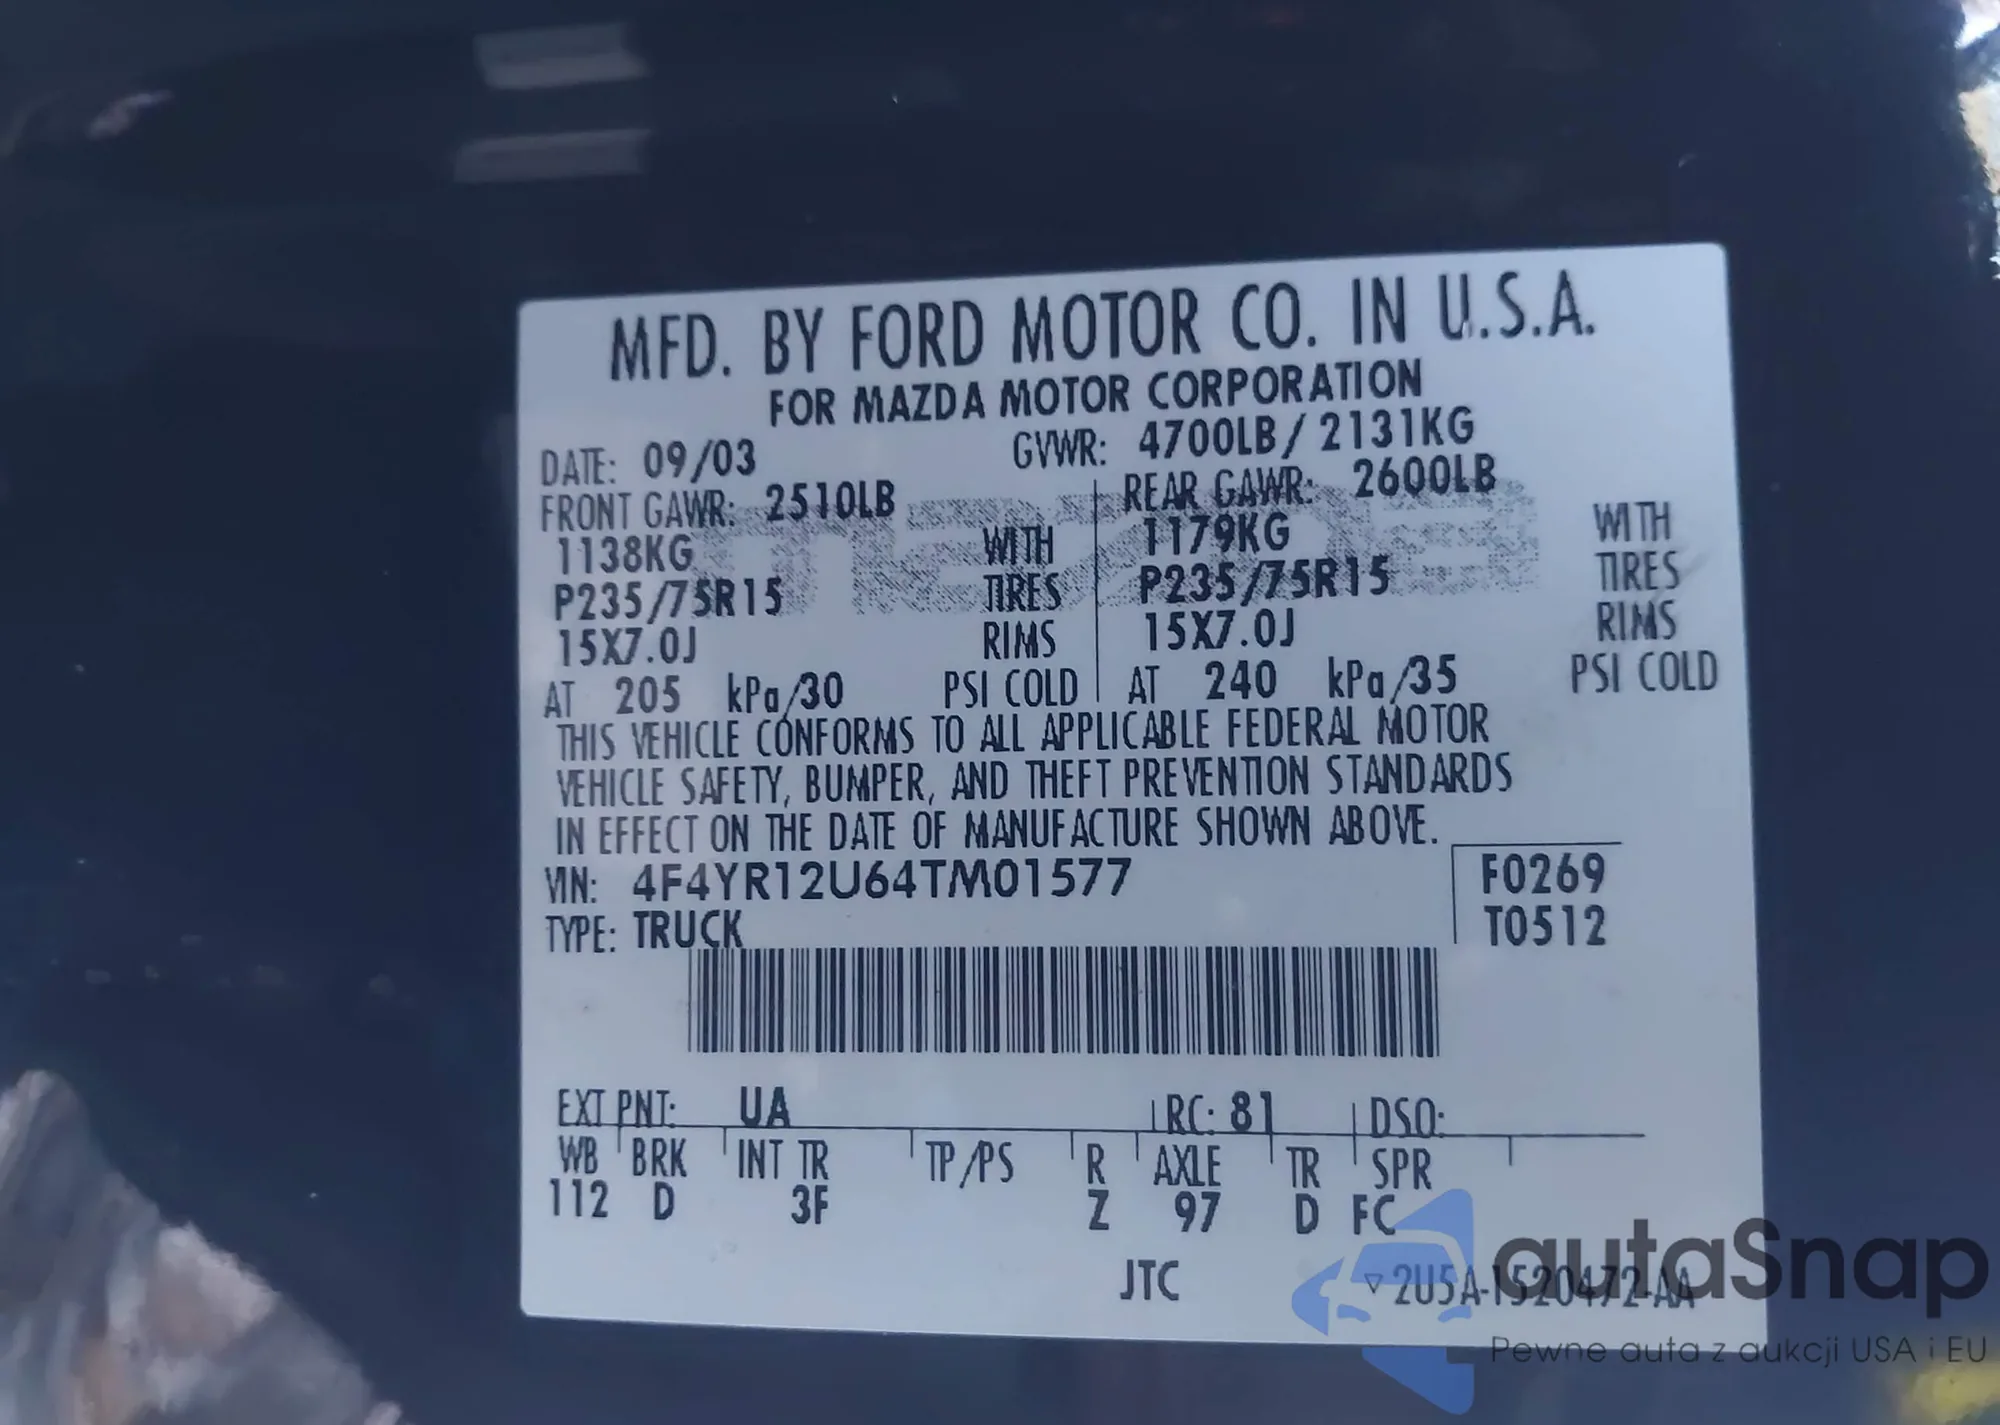 MFD. BY FORD MOTOR CO. IN U.S.A.
FOR MAZDA MOTOR CORPORATION
DATE: 09/03 GVWR: 4700LB / 2131KG
FRONT GAWR: 2510LB REAR GAWR: 2600LB
1138KG WITH 1179KG WITH
P235/75R15 TIRES P235/75R15 TIRES
15X7.0J RIMS 15X7.0J RIMS
AT 205 kPa/30 PSI COLD AT 240 kPa/35 PSI COLD
THIS VEHICLE CONFORMS TO ALL APPLICABLE FEDERAL MOTOR
VEHICLE SAFETY, BUMPER, AND THEFT PREVENTION STANDARDS
IN EFFECT ON THE DATE OF MANUFACTURE SHOWN ABOVE.
VIN: 4F4YR12U64TM01577 F0269
TYPE: TRUCK T0512
EXT PNT: UA RC: 81 DSO:
WB BRK INT TR TP/PS R AXLE TR SPR
112 D 3F Z 97 D FC
JTC ▽ 2U5A-1520472-AA
autaSnap
Pewne auta z aukcji USA i EU